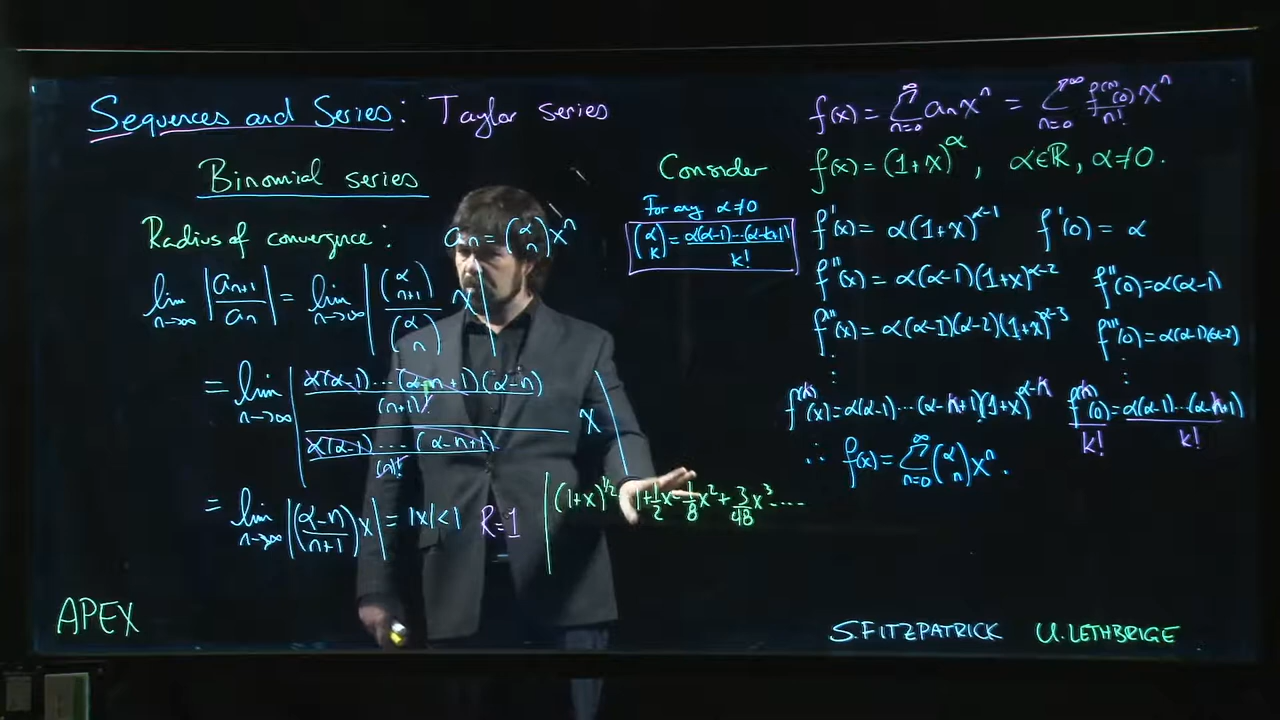 Sequences and Series: Taylor series
Binomial series
Radius of convergence: aₙ = (α n) xⁿ
lim n→∞ |aₙ₊₁/aₙ| = lim n→∞ |(α n+1)/(α n) x|
= lim n→∞ |(α(α-1)⋯(α-n+1)(α-n)/(n+1)!)/(α(α-1)⋯(α-n+1)/(n)!) x|
= lim n→∞ |((α-n)/(n+1))x| = |x| < 1 R=1
(1+x)^1/2 1+1/2x-1/8x²+3/48x³....
APEX
f(x) = ∑ₙ₌₀^∞ aₙxⁿ = ∑ₙ₌₀^∞ f⁽ⁿ⁾(0)/n! xⁿ
Consider f(x) = (1+x)^α, α∈ℝ, α≠0.
For any α≠0
(α k) = α(α-1)⋯(α-k+1)/k!
f'(x) = α(1+x)^α-1 f'(0) = α
f"(x) = α(α-1)(1+x)^α-2 f"(0)=α(α-1)
f'''(x) = α(α-1)(α-2)(1+x)^α-3 f'''(0)=α(α-1)(α-2)
⋮ ⋮
f⁽ᵏ⁾(x)=α(α-1)⋯(α-k+1)(1+x)^α-k f⁽ᵏ⁾(0)/k!=α(α-1)⋯(α-k+1)/k!
∴ f(x) = ∑ₙ₌₀^∞ (α n) xⁿ.
S.FITZPATRICK U.LETHBRIGE